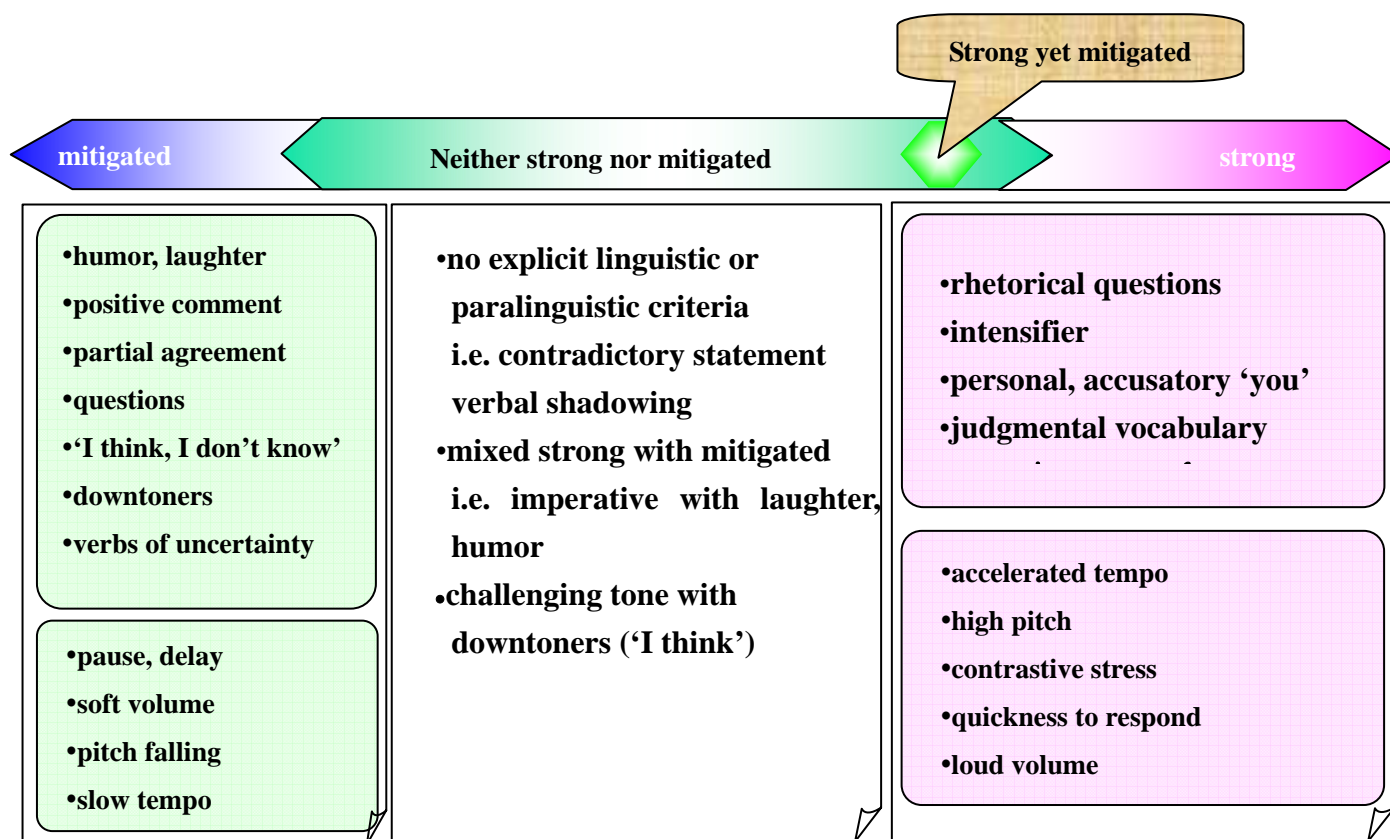 Strong yet mitigated
mitigated
Neither strong nor mitigated
strong
•humor, laughter
•positive comment
•partial agreement
•questions
•‘I think, I don’t know’
•downtoners
•verbs of uncertainty
•pause, delay
•soft volume
•pitch falling
•slow tempo
•no explicit linguistic or
paralinguistic criteria
i.e. contradictory statement
verbal shadowing
•mixed strong with mitigated
i.e. imperative with laughter,
humor
•challenging tone with
downtoners (‘I think’)
•rhetorical questions
•intensifier
•personal, accusatory ‘you’
•judgmental vocabulary
•accelerated tempo
•high pitch
•contrastive stress
•quickness to respond
•loud volume